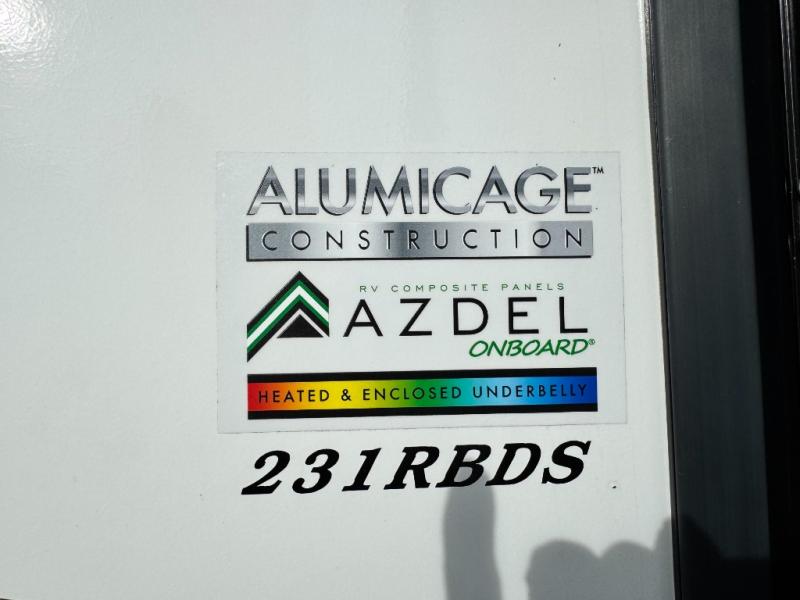 ALUMICAGE™
CONSTRUCTION
RV COMPOSITE PANELS
AZDEL
ONBOARD®
HEATED & ENCLOSED UNDERBELLY
231RBDS